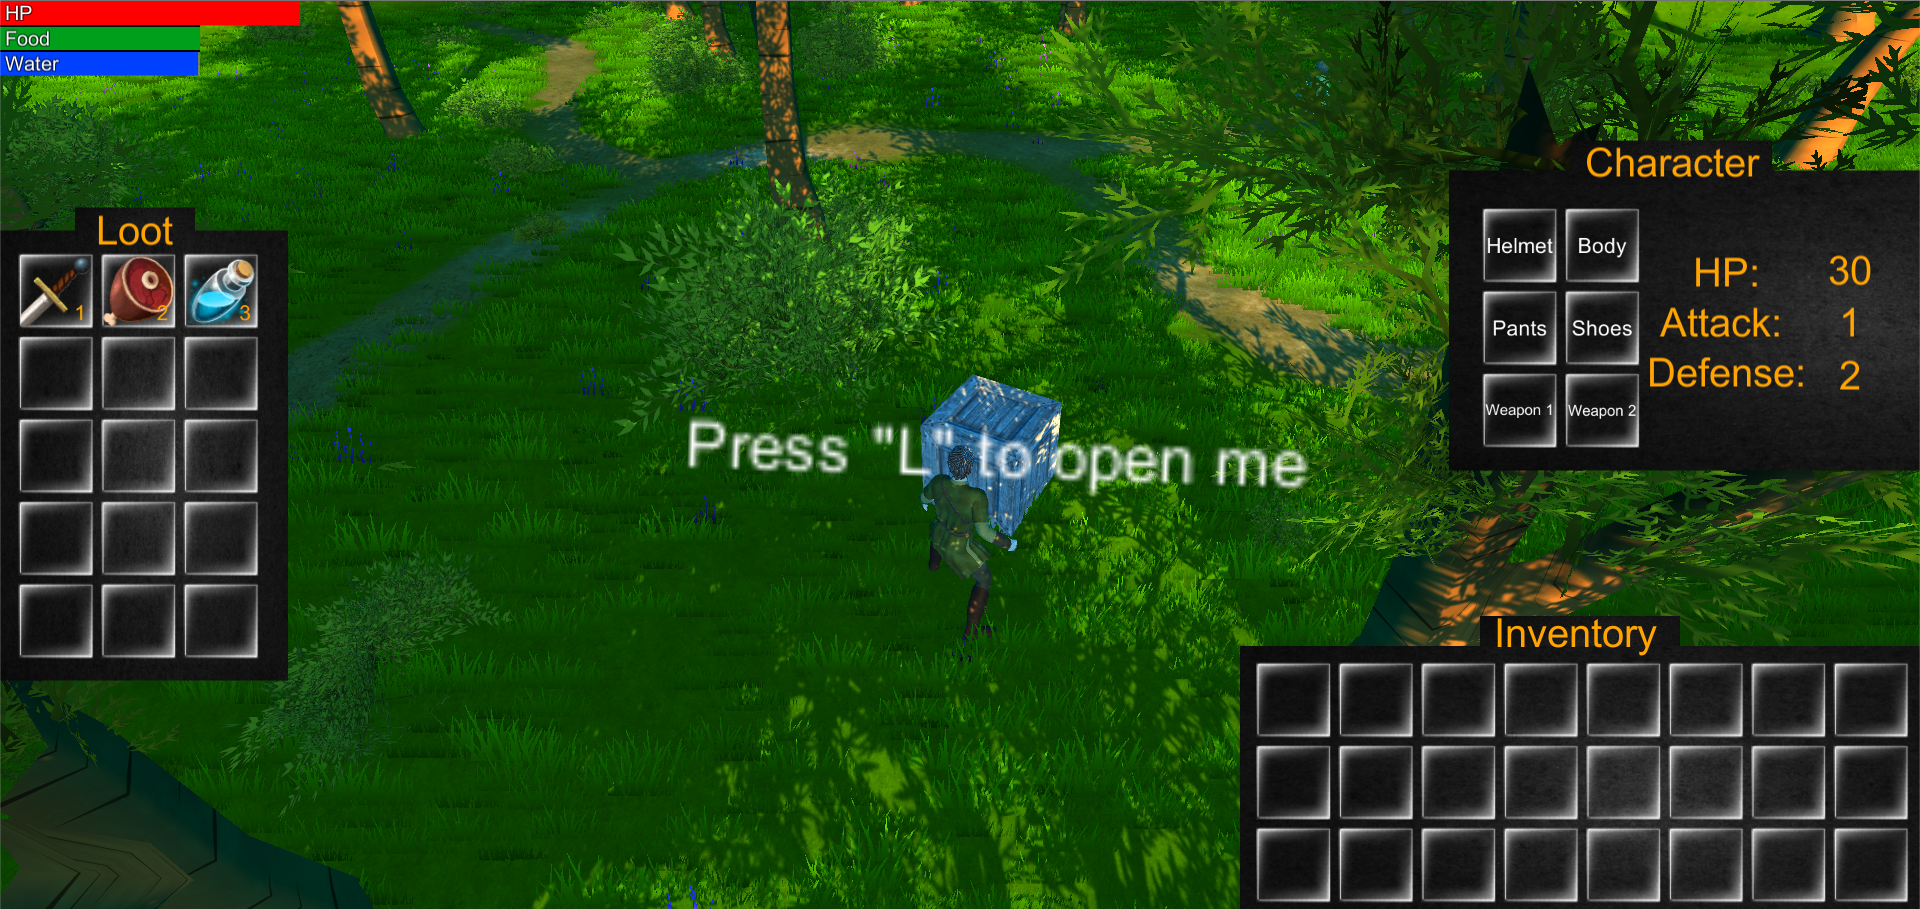 HP
Food
Water
Loot
1
2
3
Press "L" to open me
Character
Helmet
Body
Pants
Shoes
Weapon 1
Weapon 2
HP: 30
Attack: 1
Defense: 2
Inventory